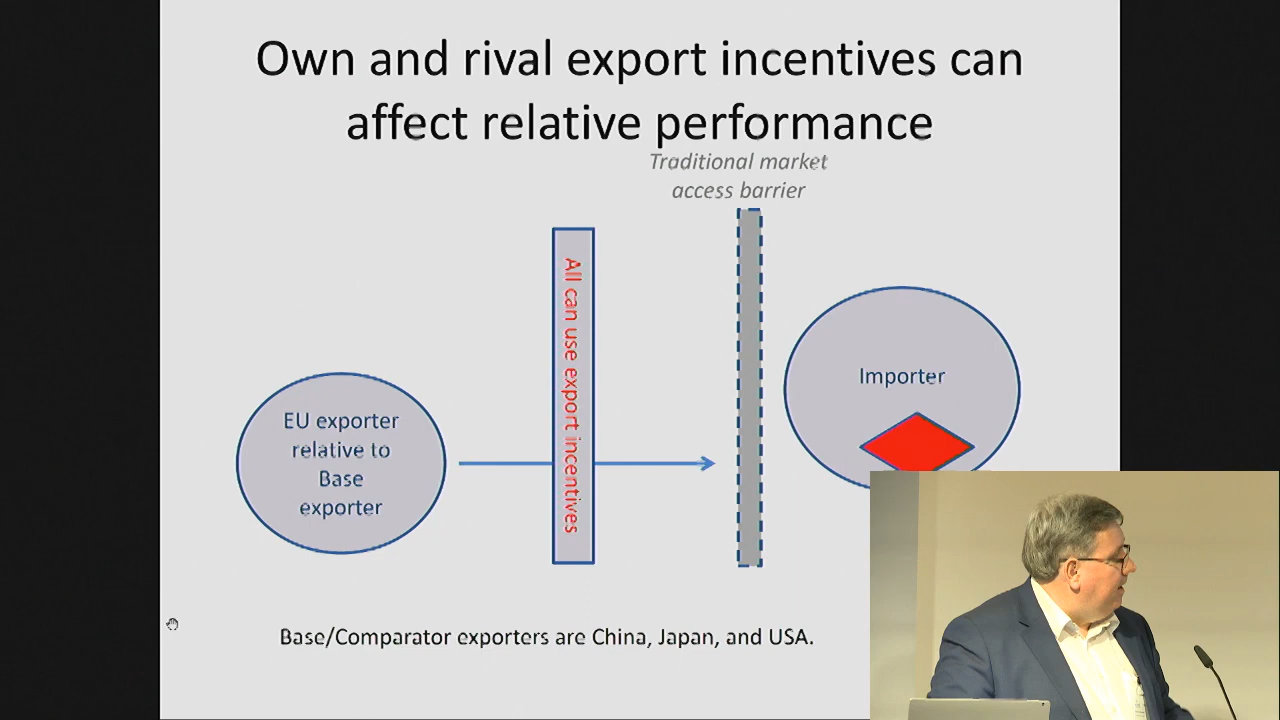 Own and rival export incentives can
affect relative performance
Traditional market
access barrier
All can use export incentives
Importer
EU exporter
relative to
Base
exporter
Base/Comparator exporters are China, Japan, and USA.